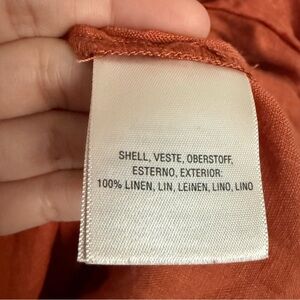 SHELL, VESTE, OBERSTOFF,
ESTERNO, EXTERIOR:
100% LINEN, LIN, LEINEN, LINO, LINO